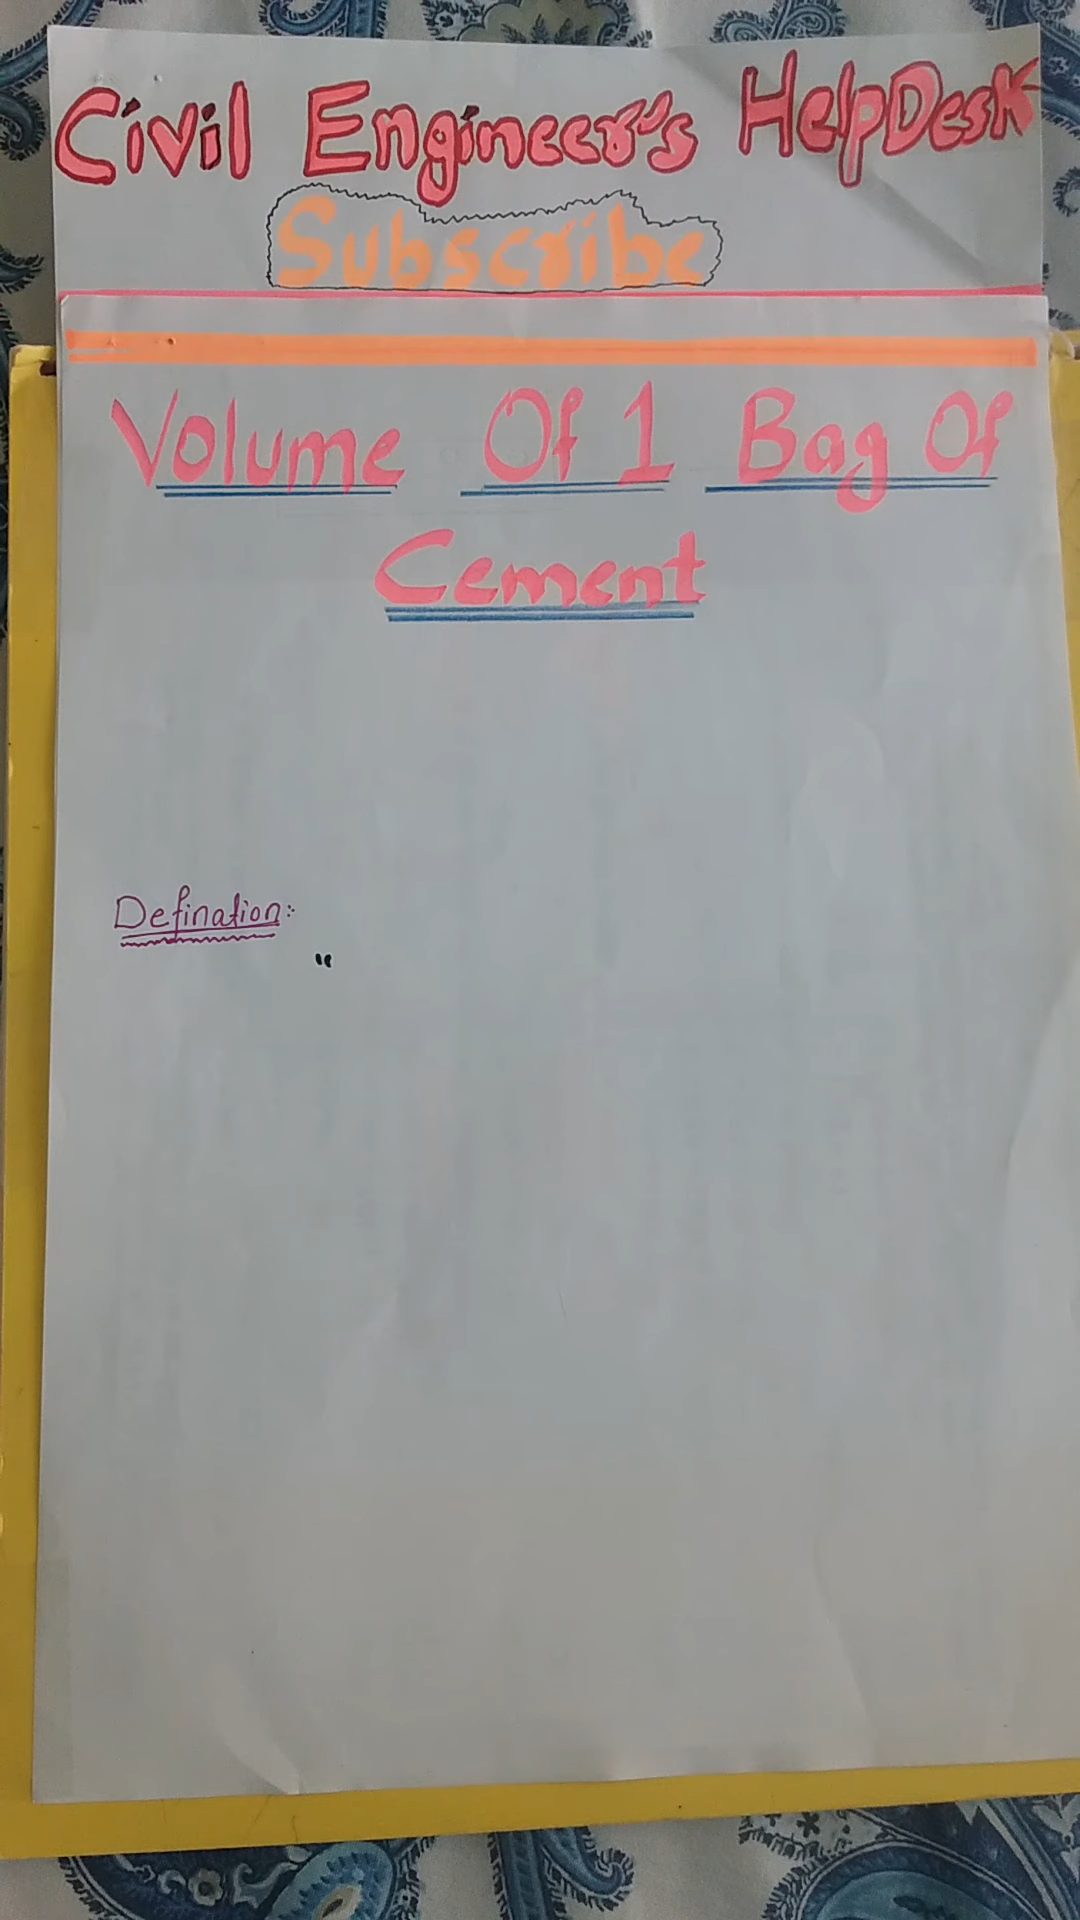 Civil Engineer's HelpDesk
Subscribe
Volume Of 1 Bag Of
Cement
Defination:
"